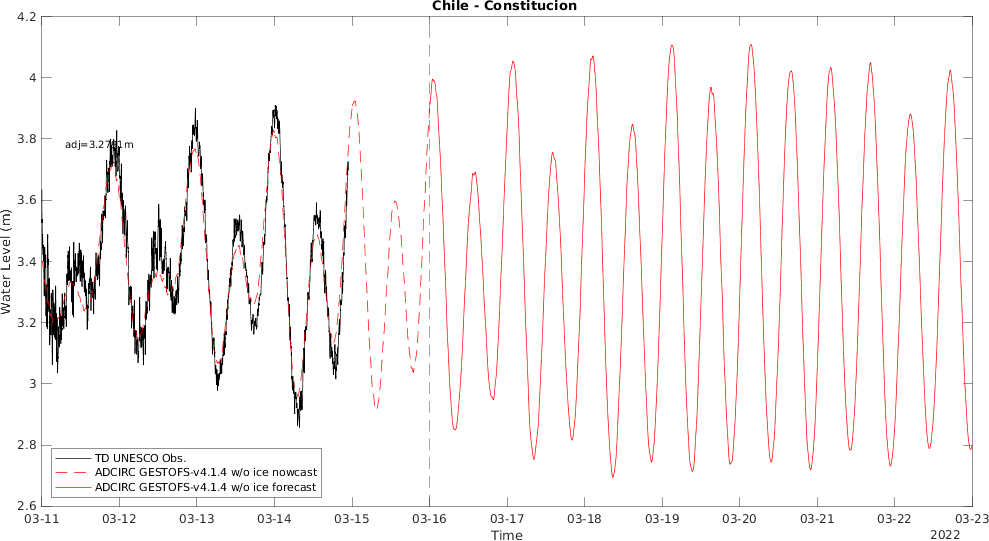 Chile - Constitucion
4.2
4
3.8
3.6
3.4
3.2
3
2.8
2.6
Water Level (m)
TD UNESCO Obs.
ADCIRC GESTOFS-v4.1.4 w/o ice nowcast
ADCIRC GESTOFS-v4.1.4 w/o ice forecast
03-11 03-12 03-13 03-14 03-15 03-16 03-17 03-18 03-19 03-20 03-21 03-22 03-23
Time
2022